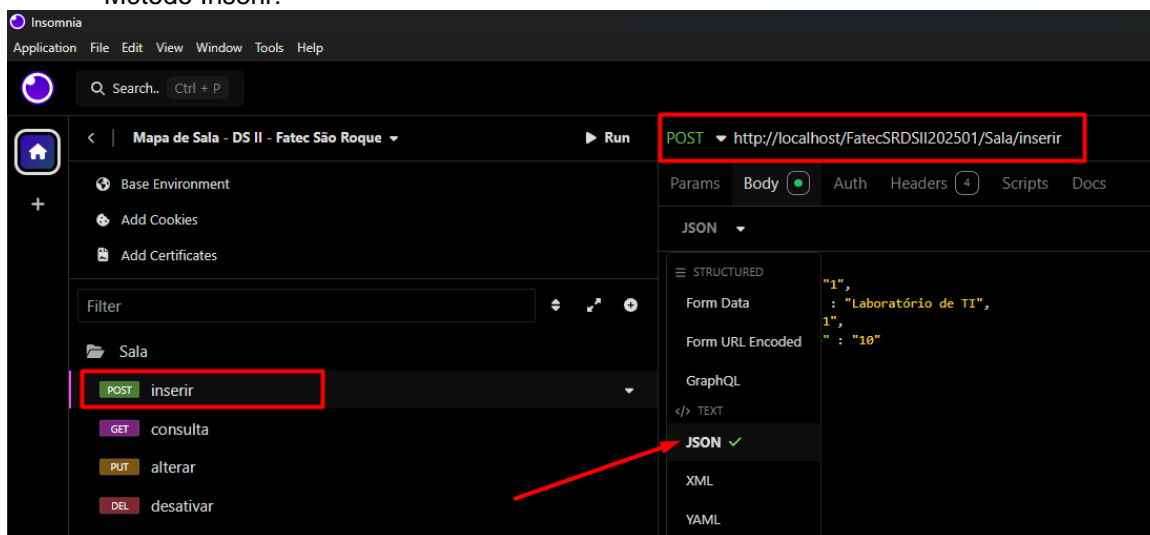 Método Inserir:
Insomnia
Application File Edit View Window Tools Help
Search.. Ctrl + P
Mapa de Sala - DS II - Fatec São Roque
Run
POST http://localhost/FatecSRDSII202501/Sala/inserir
Base Environment
Add Cookies
Add Certificates
Params Body Auth Headers 4 Scripts Docs
JSON
Filter
Sala
POST inserir
GET consulta
PUT alterar
DEL desativar
STRUCTURED
Form Data
Form URL Encoded
GraphQL
</> TEXT
JSON
XML
YAML
"1",
: "Laboratório de TI",
1",
" : "10"